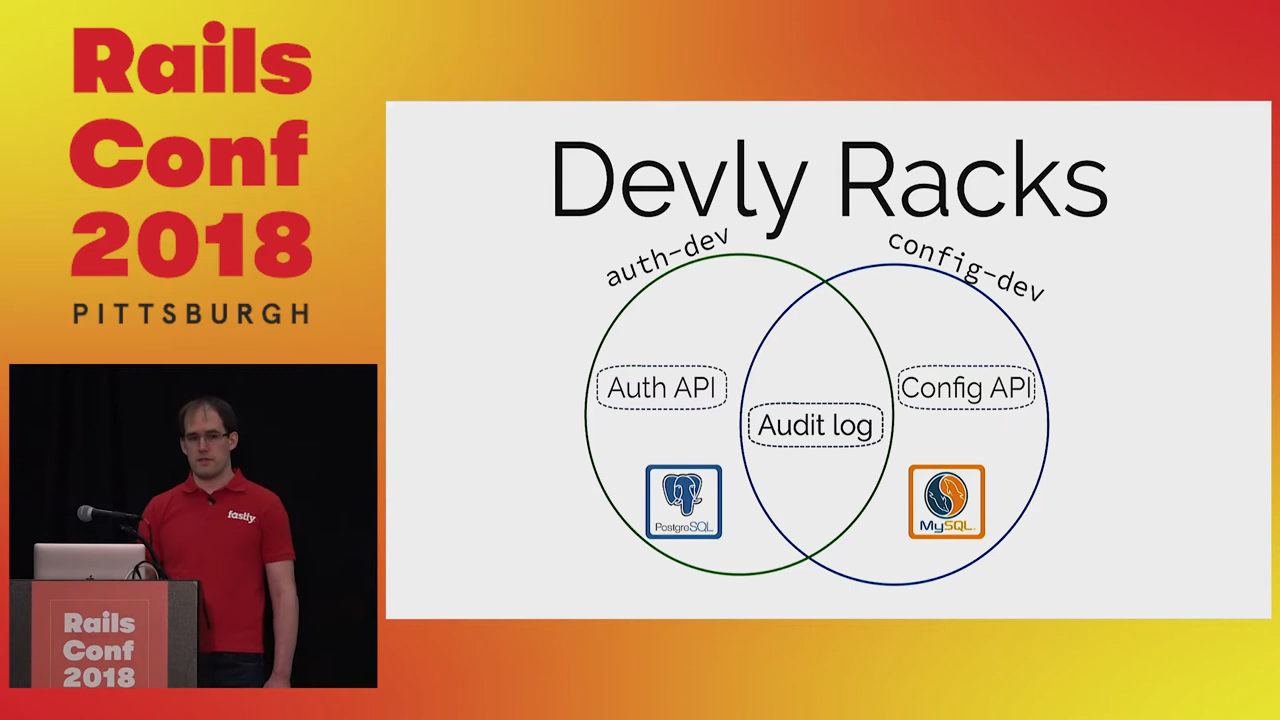 Rails
Conf
2018
PITTSBURGH
Devly Racks
auth-dev
config-dev
Auth API
Config API
Audit log
PostgreSQL
MySQL
fastly
Rails
Conf
2018